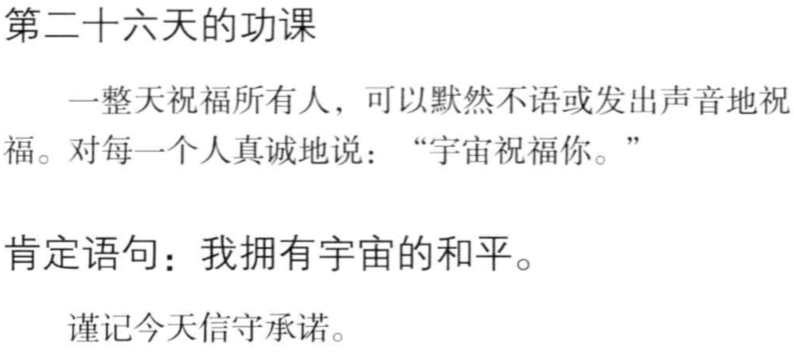 第二十六天的功课
一整天祝福所有人，可以默然不语或发出声音地祝
福。对每一个人真诚地说：“宇宙祝福你。”
肯定语句：我拥有宇宙的和平。
谨记今天信守承诺。